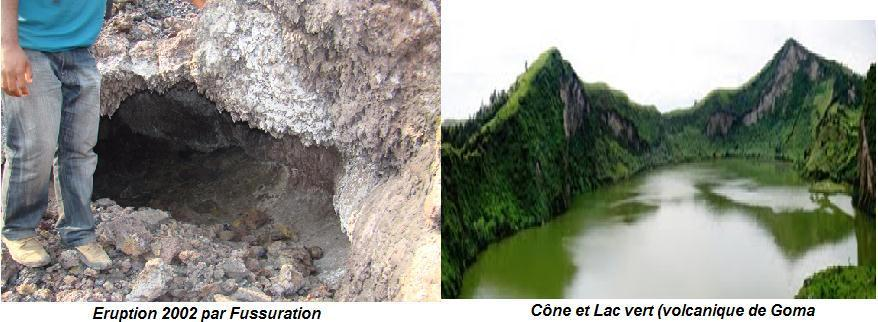 Eruption 2002 par Fussuration
Cône et Lac vert (volcanique de Goma